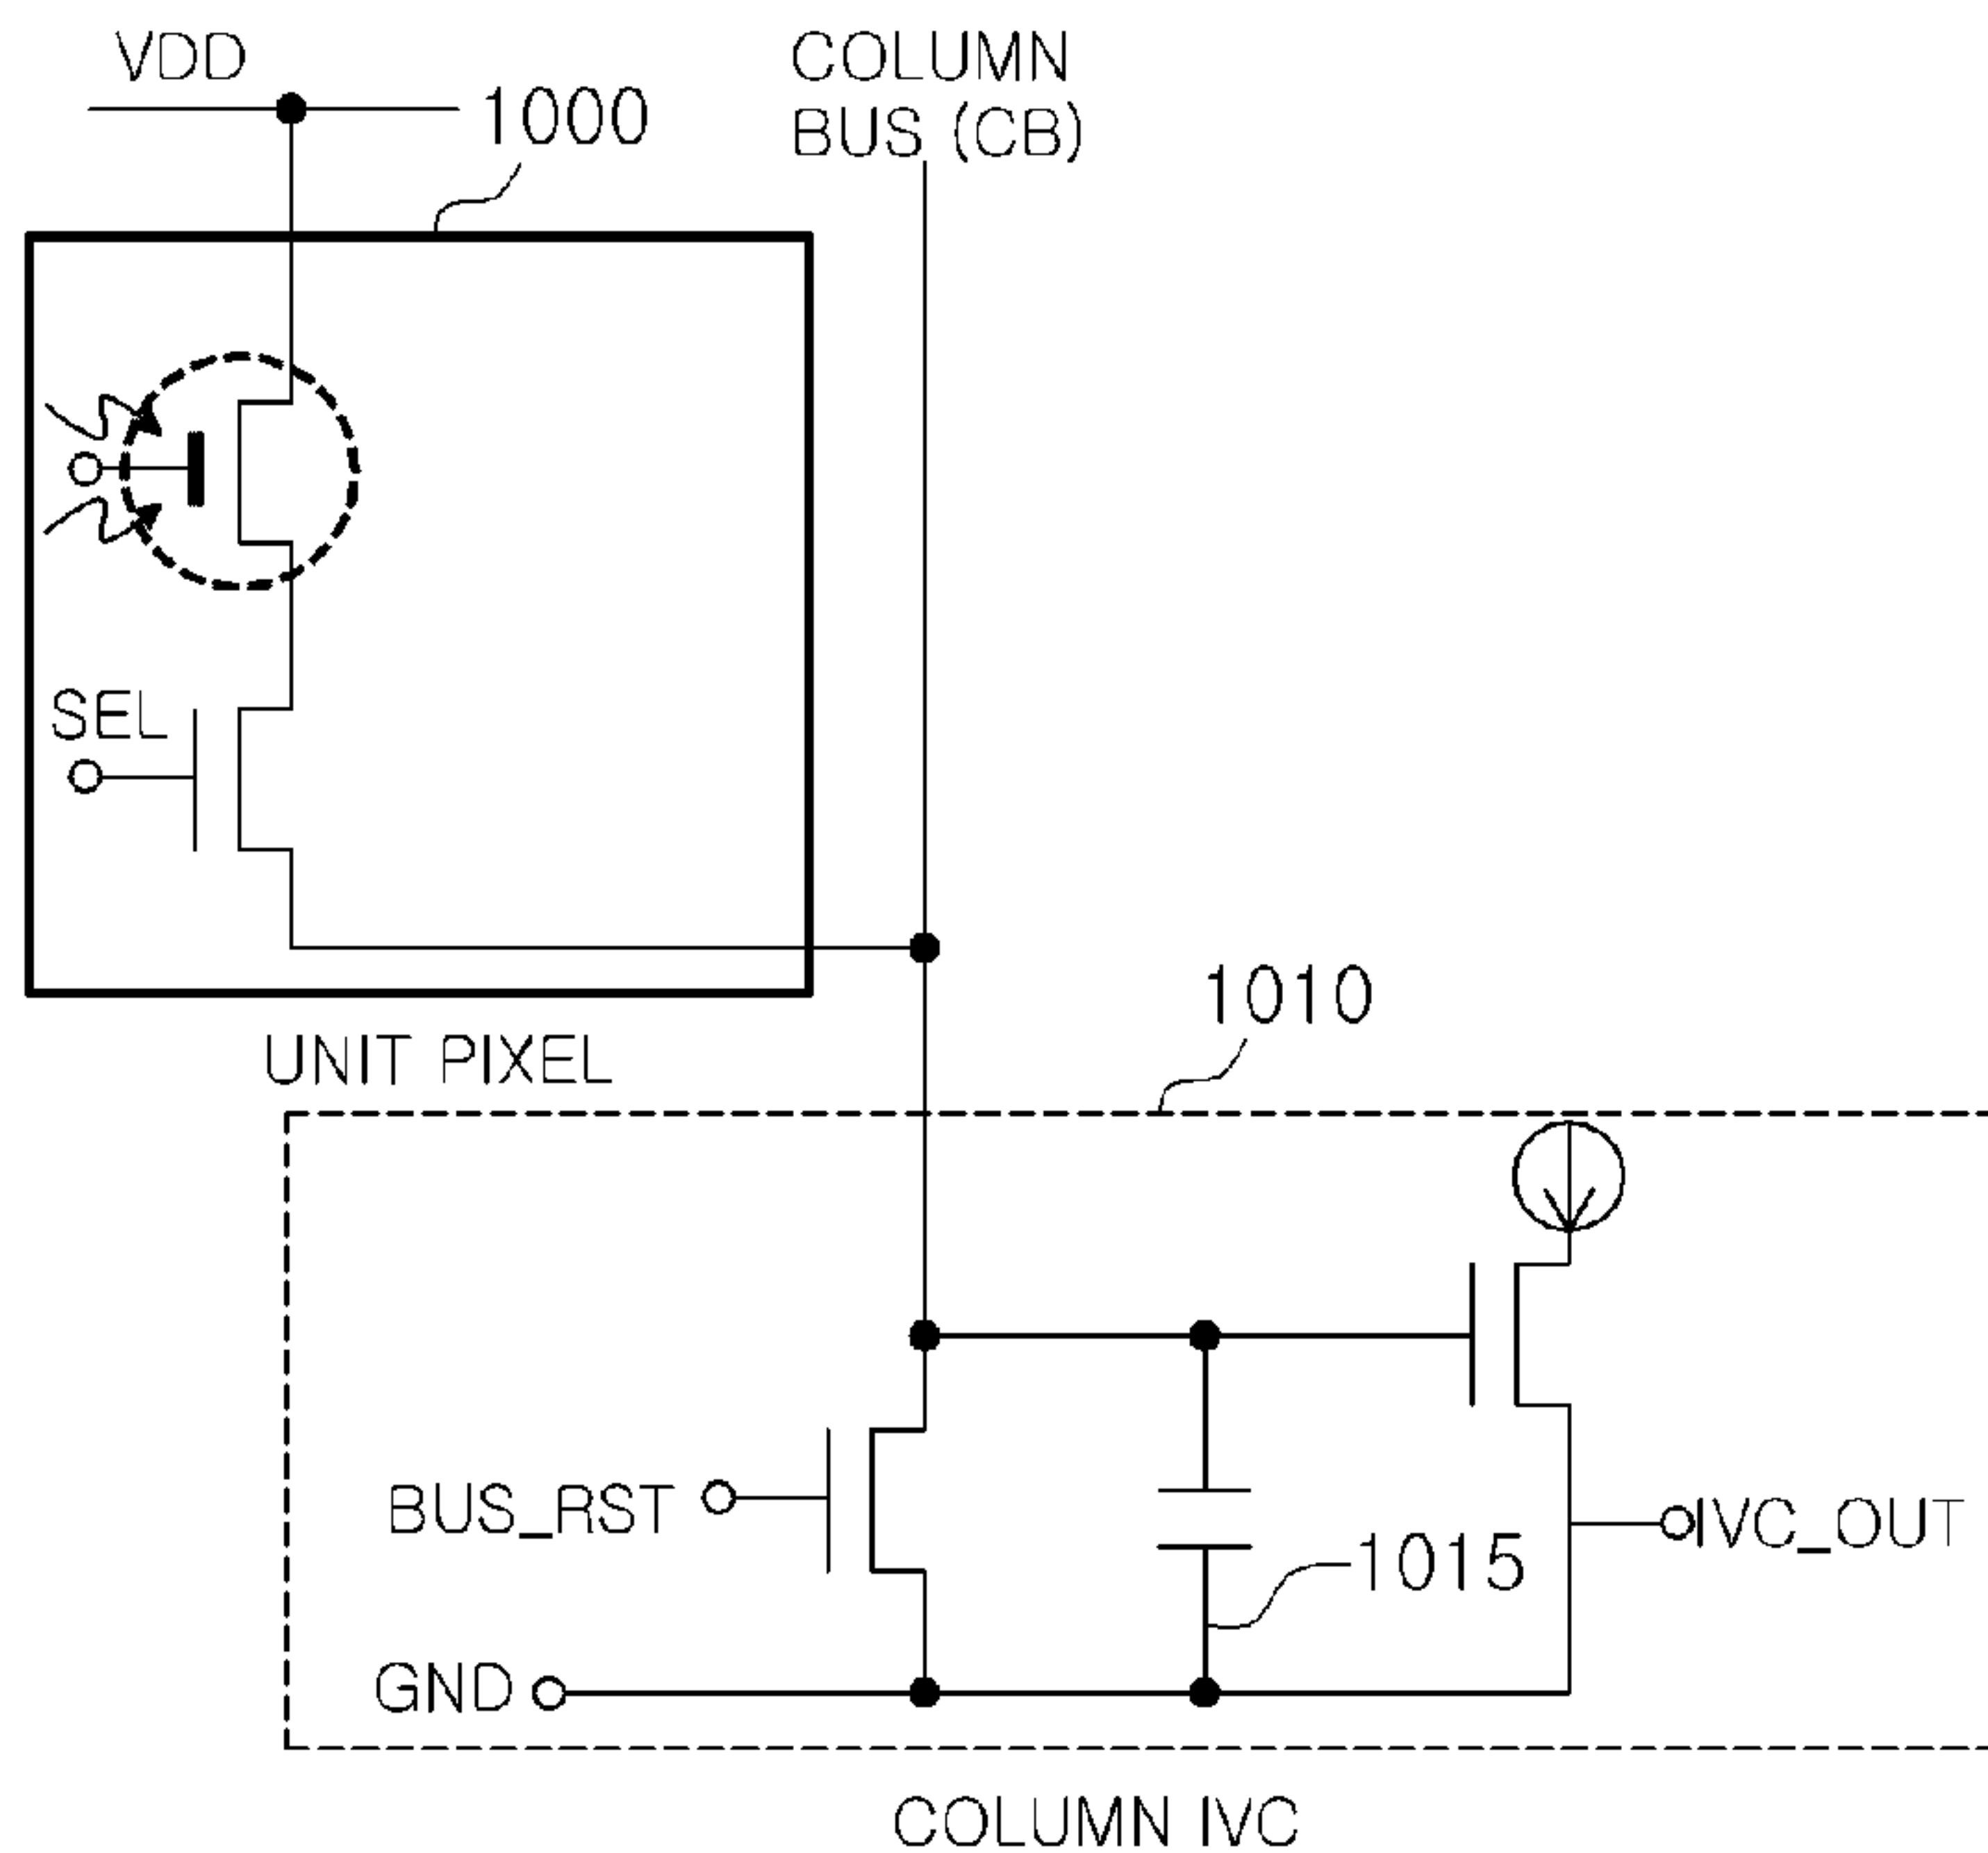 VDD
1000
COLUMN
BUS (CB)
SEL
UNIT PIXEL
1010
BUS_RST
1015
IVC_OUT
GND
COLUMN IVC